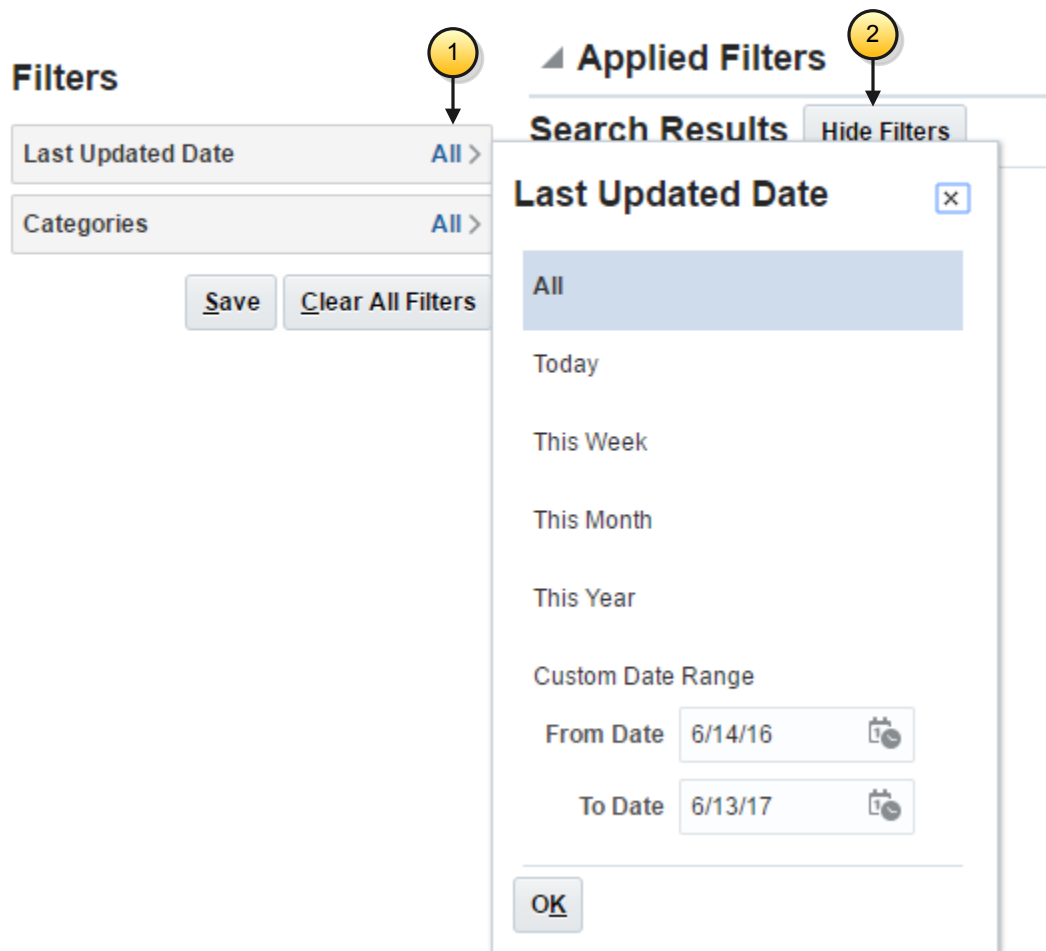 1
2
Applied Filters
Filters
Search Results Hide Filters
Last Updated Date All
Categories All
Save Clear All Filters
Last Updated Date
All
Today
This Week
This Month
This Year
Custom Date Range
From Date 6/14/16
To Date 6/13/17
OK